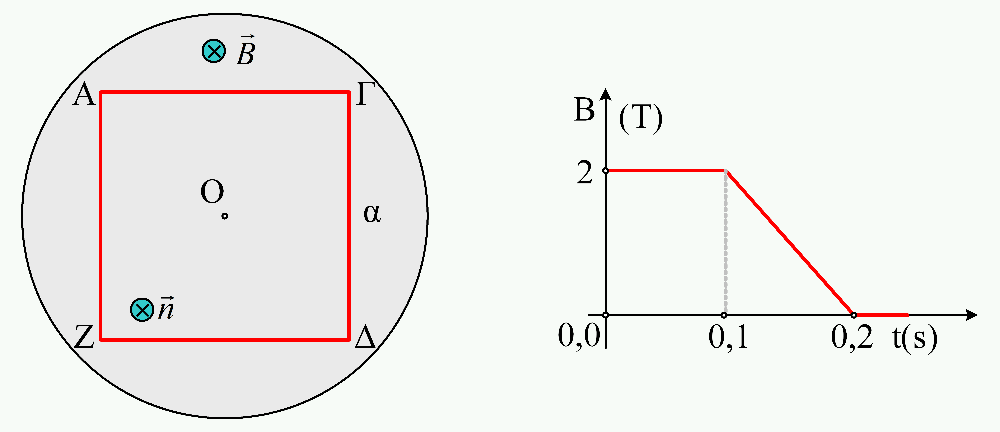 B⃗
Α Γ
Ο
α
n⃗
Ζ Δ
B (T)
2
0,0 0,1 0,2 t(s)